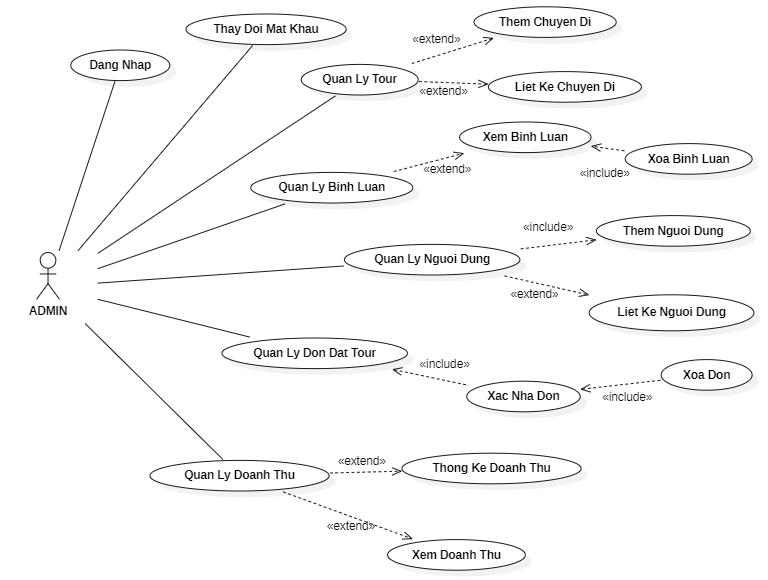 Thay Doi Mat Khau
Dang Nhap
Them Chuyen Di
«extend»
Quan Ly Tour
«extend»
Liet Ke Chuyen Di
Xem Binh Luan
Xoa Binh Luan
«include»
«extend»
Quan Ly Binh Luan
«include»
Them Nguoi Dung
Quan Ly Nguoi Dung
«extend»
Liet Ke Nguoi Dung
ADMIN
Quan Ly Don Dat Tour
«include»
Xoa Don
Xac Nha Don
«include»
«extend»
Thong Ke Doanh Thu
Quan Ly Doanh Thu
«extend»
Xem Doanh Thu